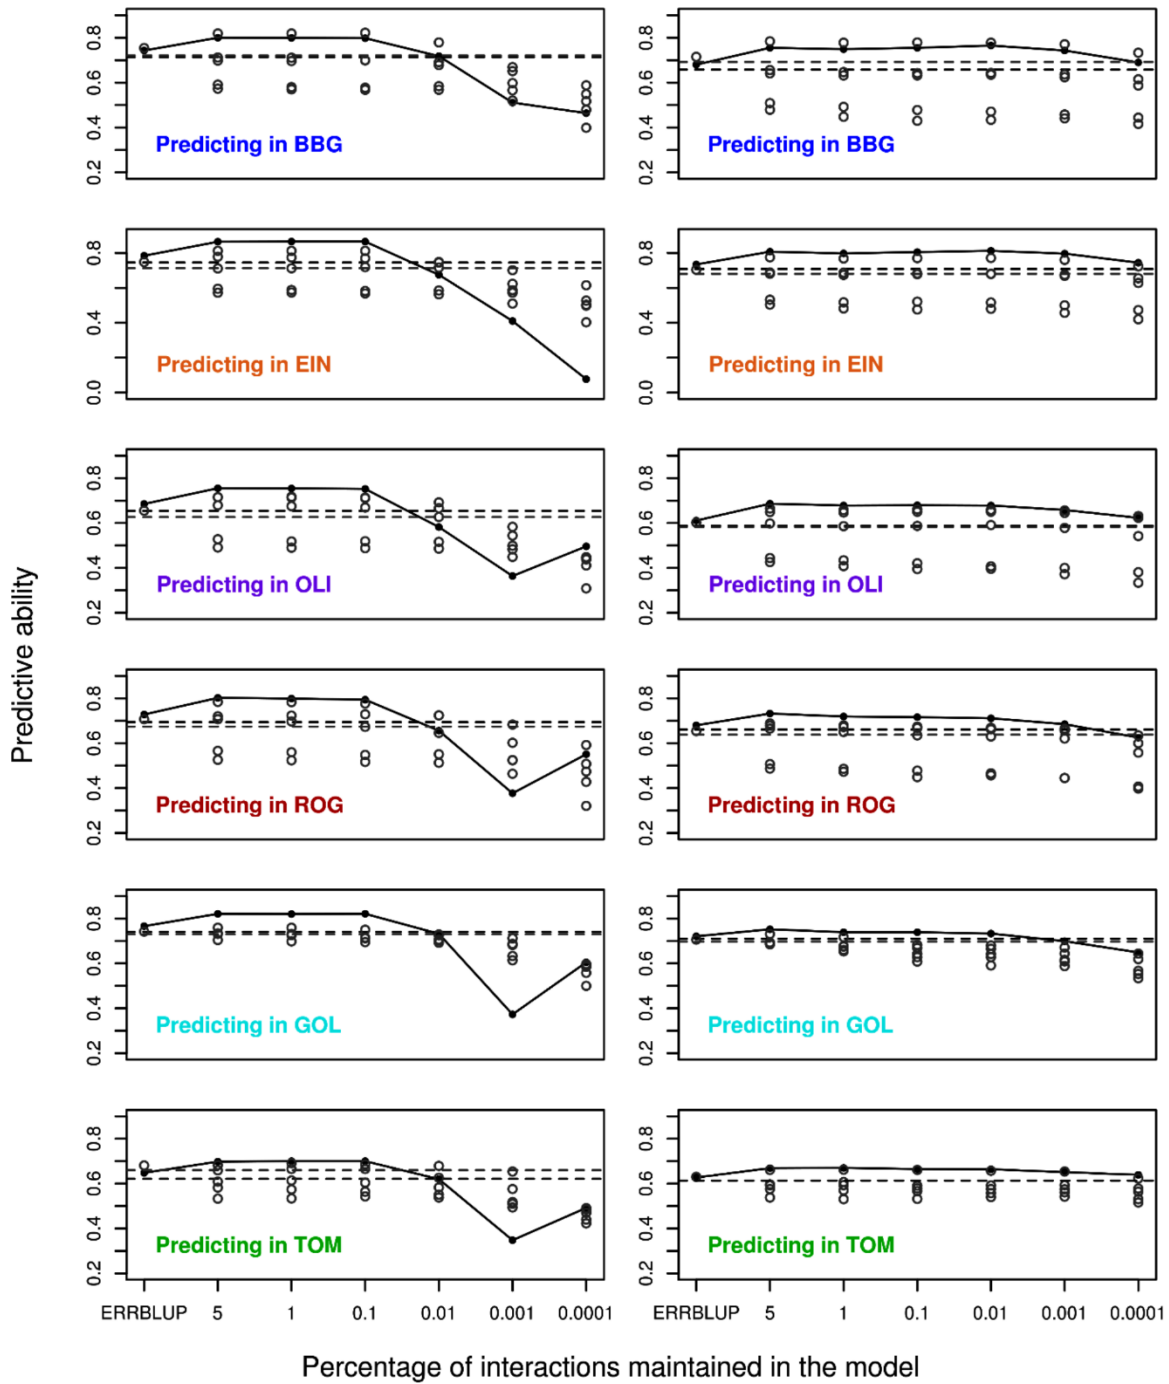 Predictive ability
0.8
0.6
0.4
0.2
Predicting in BBG
0.8
0.6
0.4
0.2
Predicting in BBG
0.8
0.4
0.0
Predicting in EIN
0.8
0.4
0.0
Predicting in EIN
0.8
0.6
0.4
0.2
Predicting in OLI
0.8
0.6
0.4
0.2
Predicting in OLI
0.8
0.6
0.4
0.2
Predicting in ROG
0.8
0.6
0.4
0.2
Predicting in ROG
0.8
0.6
0.4
0.2
Predicting in GOL
0.8
0.6
0.4
0.2
Predicting in GOL
0.8
0.6
0.4
0.2
Predicting in TOM
0.8
0.6
0.4
0.2
Predicting in TOM
ERRBLUP 5 1 0.1 0.01 0.001 0.0001
ERRBLUP 5 1 0.1 0.01 0.001 0.0001
Percentage of interactions maintained in the model